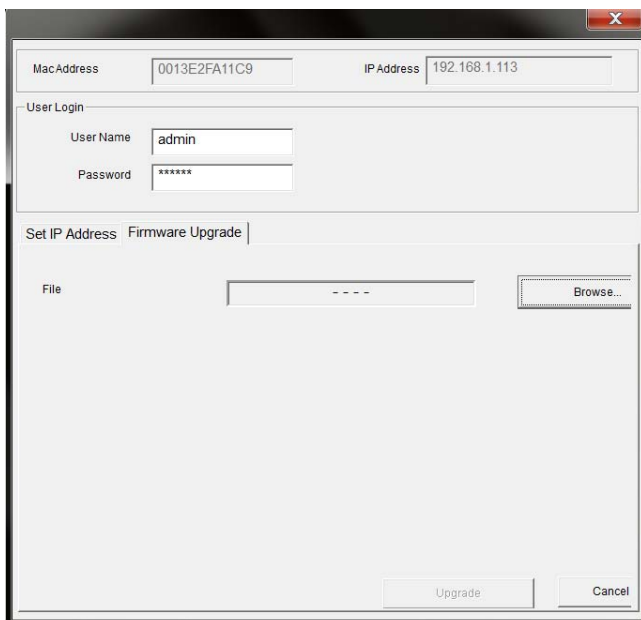 X
MacAddress 0013E2FA11C9 IP Address 192.168.1.113
User Login
User Name admin
Password ******
Set IP Address Firmware Upgrade
File - - - - Browse...
Upgrade Cancel